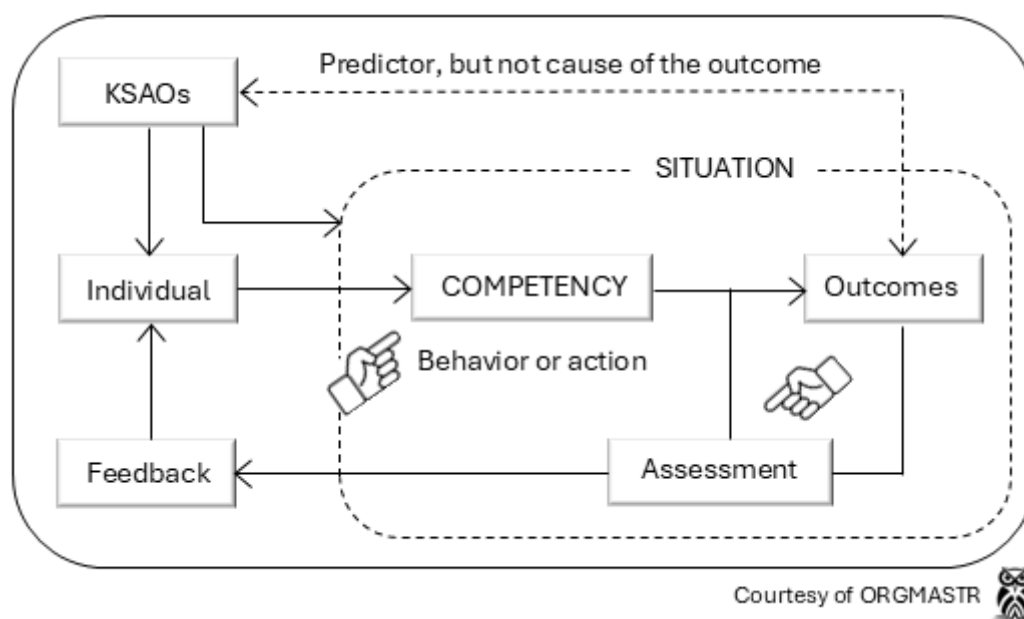 Predictor, but not cause of the outcome
KSAOs
SITUATION
Individual
COMPETENCY
Outcomes
Behavior or action
Feedback
Assessment
Courtesy of ORGMASTR